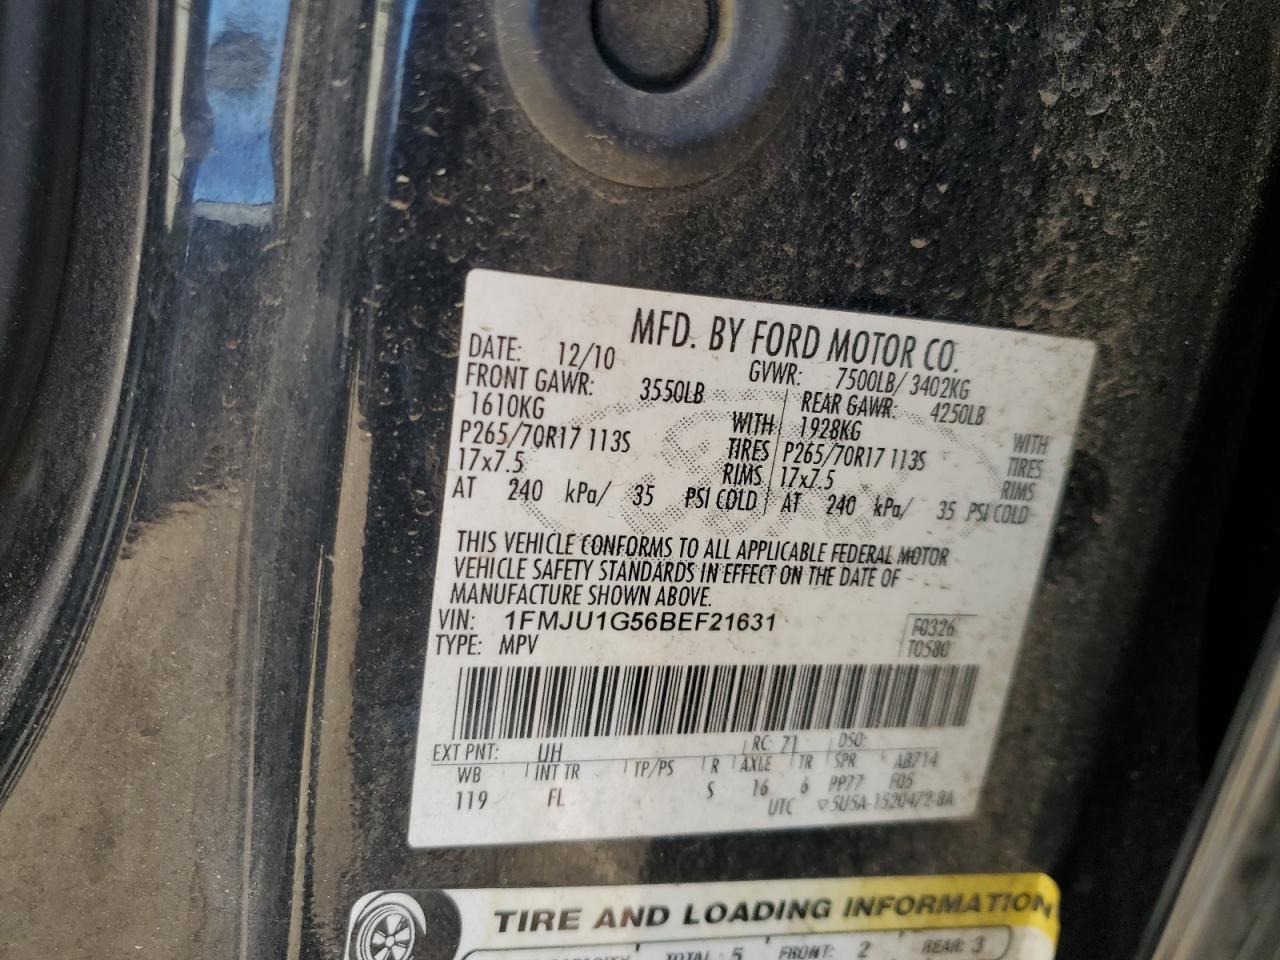 MFD. BY FORD MOTOR CO.
DATE: 12/10 GVWR: 7500LB/ 3402KG
FRONT GAWR: 3550LB REAR GAWR: 4250LB
1610KG WITH 1928KG WITH
P265/70R17 113S TIRES P265/70R17 113S TIRES
17x7.5 RIMS 17x7.5 RIMS
AT 240 kPa/ 35 PSI COLD AT 240 kPa/ 35 PSI COLD
THIS VEHICLE CONFORMS TO ALL APPLICABLE FEDERAL MOTOR
VEHICLE SAFETY STANDARDS IN EFFECT ON THE DATE OF
MANUFACTURE SHOWN ABOVE.
VIN: 1FMJU1G56BEF21631 F0326
TYPE: MPV T0580
EXT PNT: UH RC: 71 DSO:
WB INT TR TP/PS R AXLE TR SPR AB714
119 FL S 16 6 PP77 F05
UTC ▽5U5A-1520472-BA
TIRE AND LOADING INFORMATION
TOTAL: 5 FRONT: 2 REAR: 3